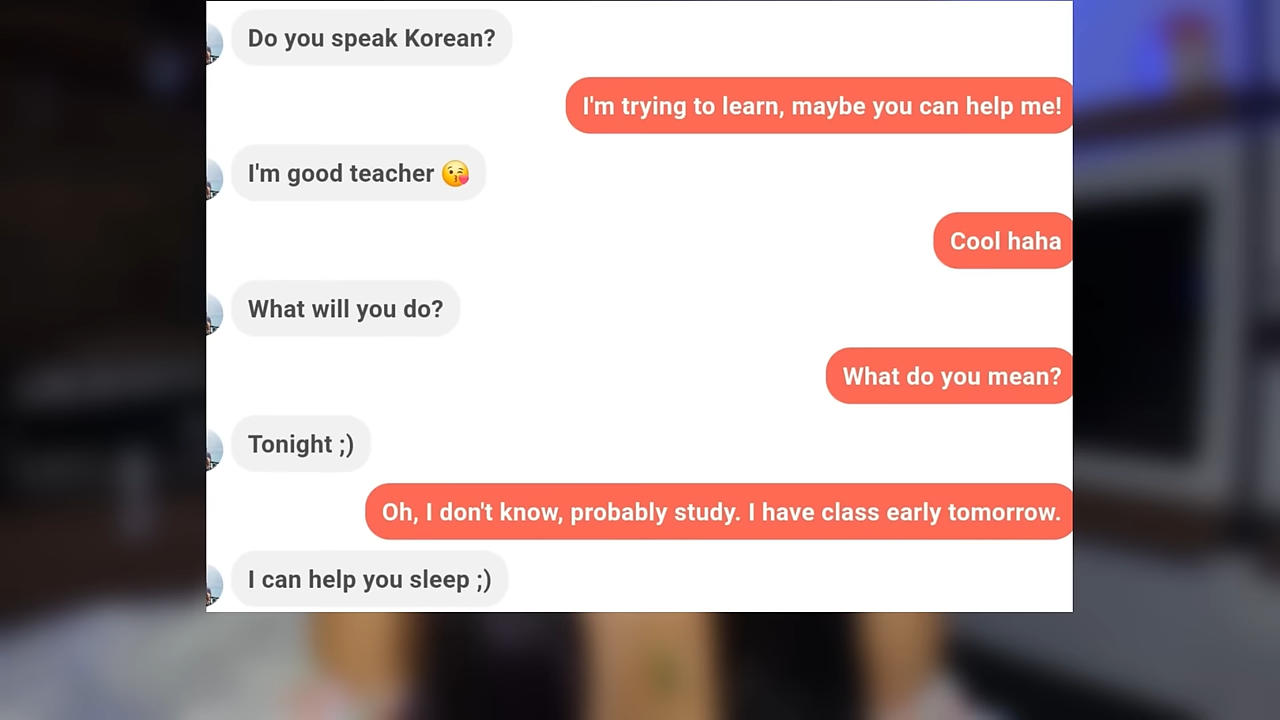 Do you speak Korean?
I'm trying to learn, maybe you can help me!
I'm good teacher 😘
Cool haha
What will you do?
What do you mean?
Tonight ;)
Oh, I don't know, probably study. I have class early tomorrow.
I can help you sleep ;)